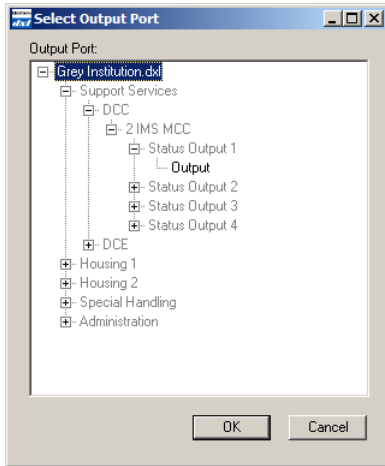 Select Output Port
Output Port:
Grey Institution.dxl
Support Services
DCC
2 IMS MCC
Status Output 1
Output
Status Output 2
Status Output 3
Status Output 4
DCE
Housing 1
Housing 2
Special Handling
Administration
OK Cancel